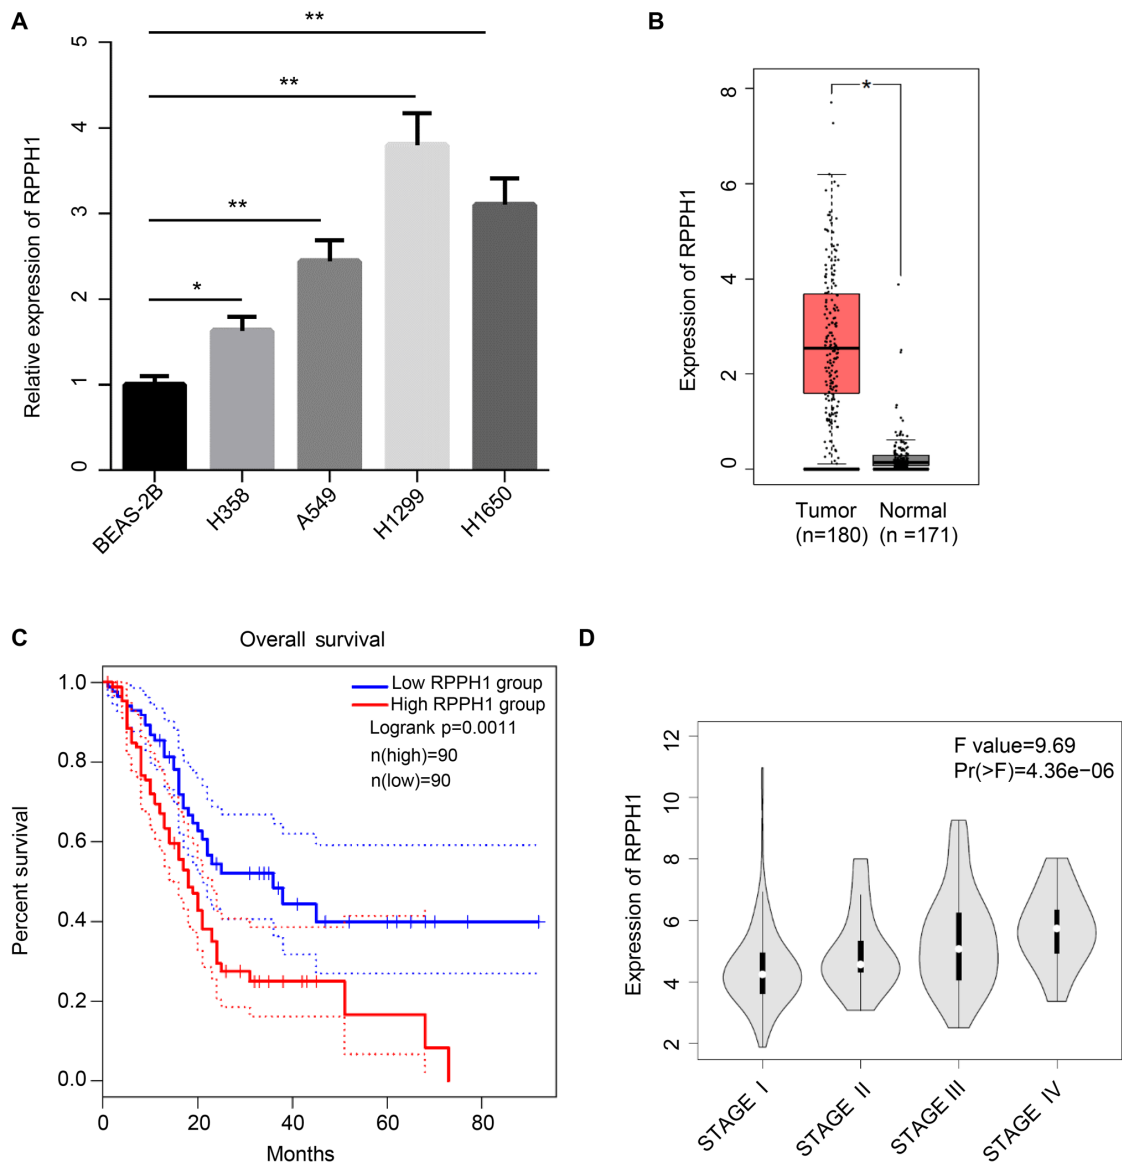 A
Relative expression of RPPH1
5
4
3
2
1
0
**
**
**
*
BEAS-2B
H358
A549
H1299
H1650
B
Expression of RPPH1
8
6
4
2
0
*
Tumor
(n=180)
Normal
(n =171)
C
Overall survival
Percent survival
1.0
0.8
0.6
0.4
0.2
0.0
Low RPPH1 group
High RPPH1 group
Logrank p=0.0011
n(high)=90
n(low)=90
0
20
40
60
80
Months
D
Expression of RPPH1
12
10
8
6
4
2
F value=9.69
Pr(>F)=4.36e−06
STAGE I
STAGE II
STAGE III
STAGE IV